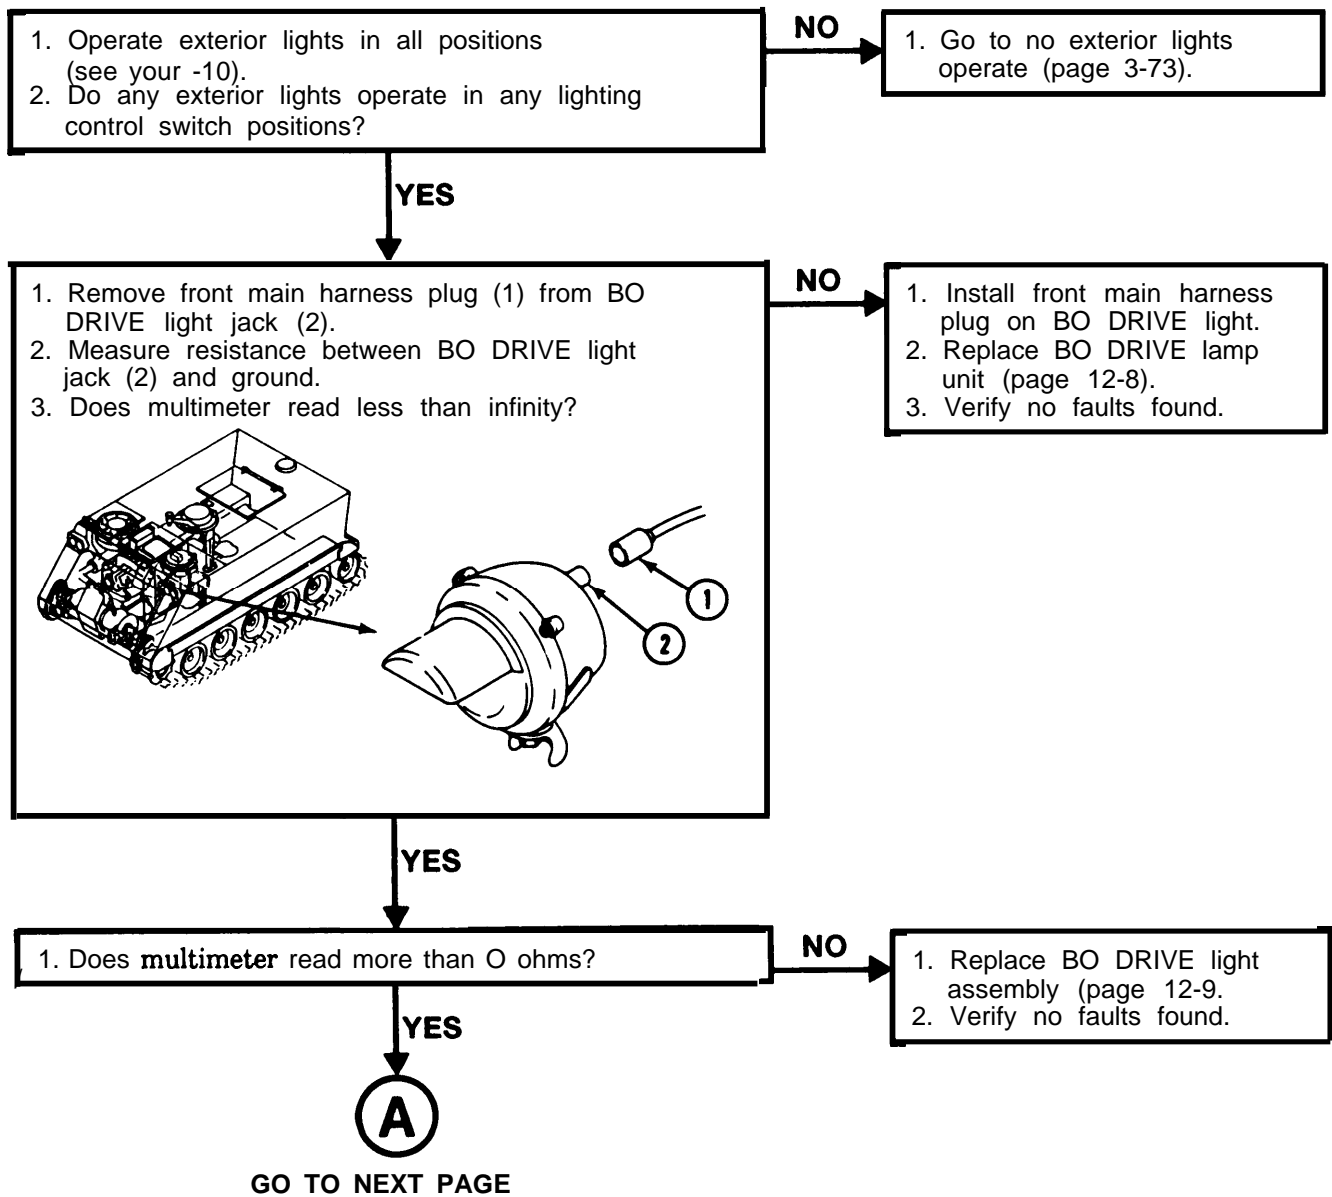 1. Operate exterior lights in all positions
(see your -10).
2. Do any exterior lights operate in any lighting
control switch positions?
NO
1. Go to no exterior lights
operate (page 3-73).
YES
1. Remove front main harness plug (1) from BO
DRIVE light jack (2).
2. Measure resistance between BO DRIVE light
jack (2) and ground.
3. Does multimeter read less than infinity?
1
2
NO
1. Install front main harness
plug on BO DRIVE light.
2. Replace BO DRIVE lamp
unit (page 12-8).
3. Verify no faults found.
YES
1. Does multimeter read more than O ohms?
NO
1. Replace BO DRIVE light
assembly (page 12-9.
2. Verify no faults found.
YES
A
GO TO NEXT PAGE